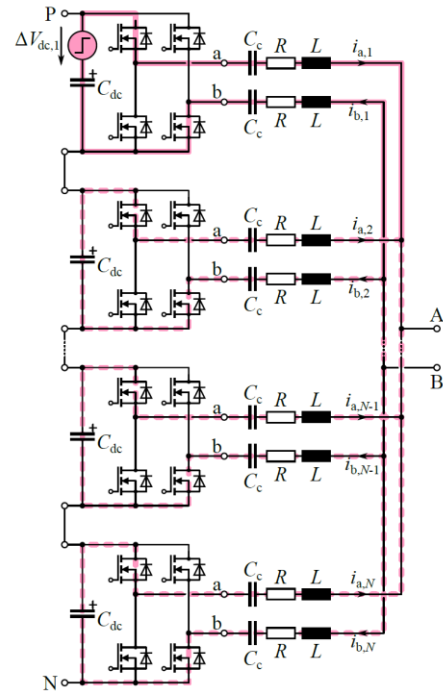 P
ΔV_dc,1
C_dc
+
a
C_c
R
L
i_a,1
b
C_c
R
L
i_b,1
C_dc
+
a
C_c
R
L
i_a,2
b
C_c
R
L
i_b,2
A
B
C_dc
+
a
C_c
R
L
i_a,N-1
b
C_c
R
L
i_b,N-1
C_dc
+
a
C_c
R
L
i_a,N
b
C_c
R
L
i_b,N
N